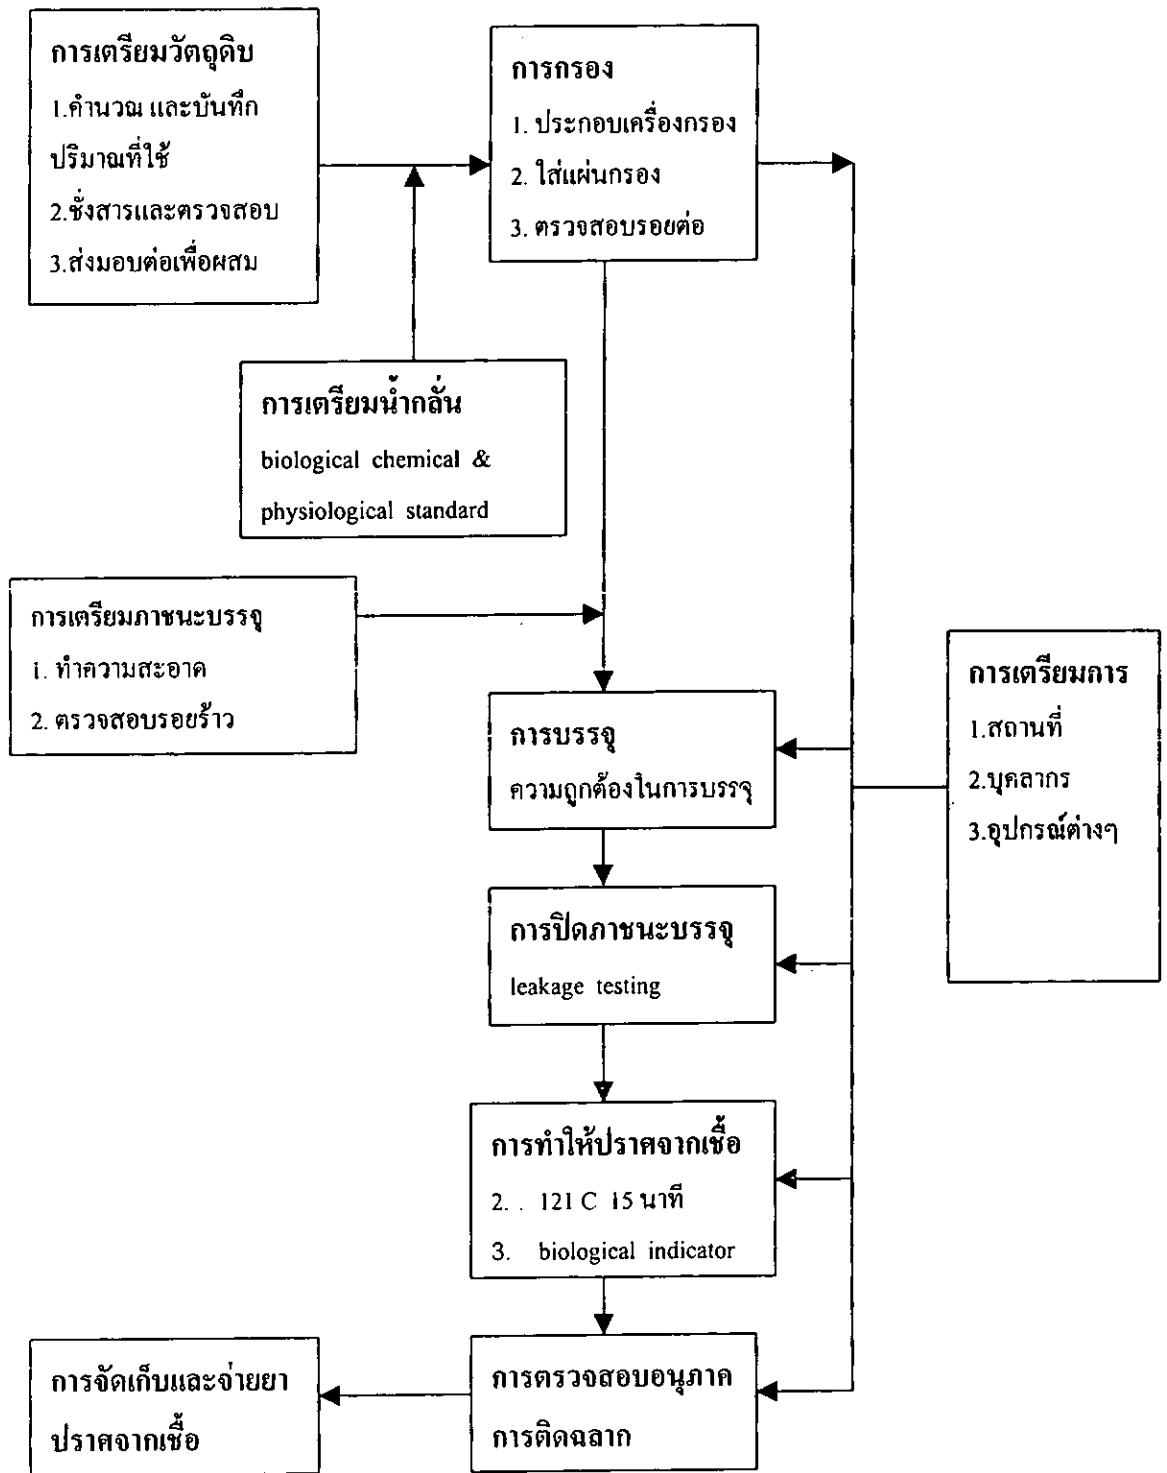 การเตรียมวัตถุดิบ
1.คำนวณ และบันทึก
ปริมาณที่ใช้
2.ชั่งสารและตรวจสอบ
3.ส่งมอบต่อเพื่อผสม
การกรอง
1. ประกอบเครื่องกรอง
2. ใส่แผ่นกรอง
3. ตรวจสอบรอยต่อ
การเตรียมน้ำกลั่น
biological chemical &
physiological standard
การเตรียมภาชนะบรรจุ
1. ทำความสะอาด
2. ตรวจสอบรอยร้าว
การบรรจุ
ความถูกต้องในการบรรจุ
การเตรียมการ
1.สถานที่
2.บุคลากร
3.อุปกรณ์ต่างๆ
การปิดภาชนะบรรจุ
leakage testing
การทำให้ปราศจากเชื้อ
2. . 121 C 15 นาที
3. biological indicator
การตรวจสอบอนุภาค
การติดฉลาก
การจัดเก็บและจ่ายยา
ปราศจากเชื้อ